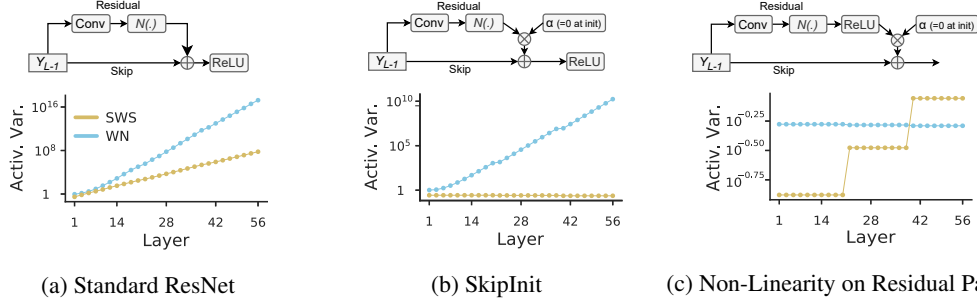 Residual
Conv
N(.)
Y_{L-1}
Skip
ReLU
Activ. Var.
10^16
10^8
1
SWS
WN
1 14 28 42 56
Layer
(a) Standard ResNet
Residual
Conv
N(.)
α (=0 at init)
Y_{L-1}
Skip
ReLU
Activ. Var.
10^10
10^5
1
1 14 28 42 56
Layer
(b) SkipInit
Residual
Conv
N(.)
ReLU
α (=0 at init)
Y_{L-1}
Skip
Activ. Var.
10^−0.25
10^−0.50
10^−0.75
1 14 28 42 56
Layer
(c) Non-Linearity on Residual Pa